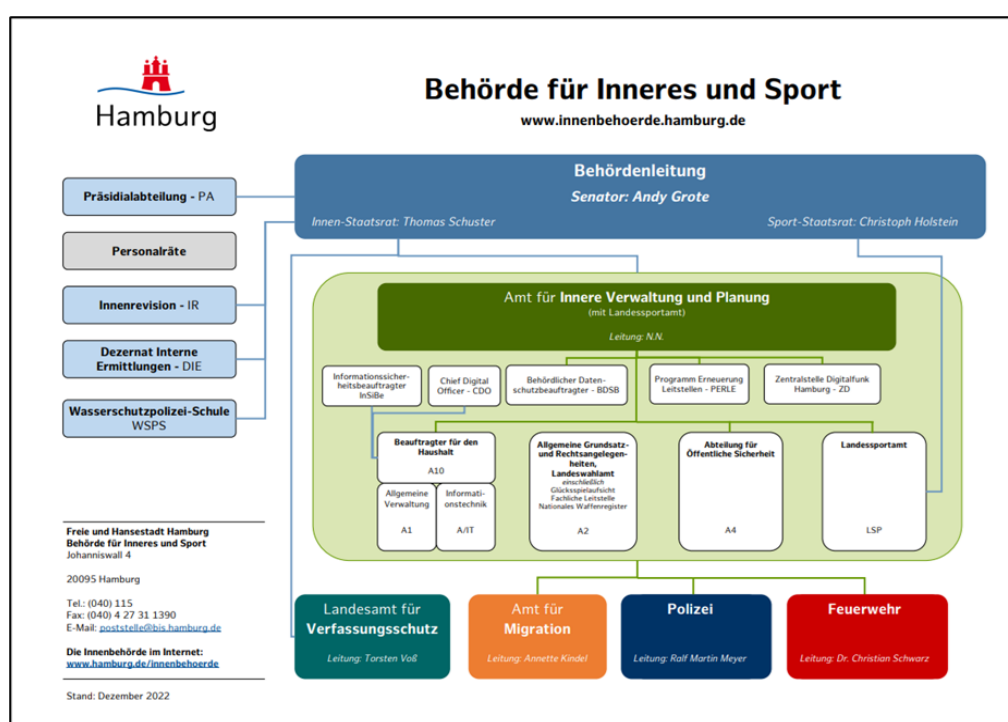 Hamburg
Behörde für Inneres und Sport
www.innenbehoerde.hamburg.de
Behördenleitung
Senator: Andy Grote
Innen-Staatsrat: Thomas Schuster
Sport-Staatsrat: Christoph Holstein
Präsidialabteilung - PA
Personalräte
Innenrevision - IR
Dezernat Interne
Ermittlungen - DIE
Wasserschutzpolizei-Schule
WSPS
Amt für Innere Verwaltung und Planung
(mit Landessportamt)
Leitung: N.N.
Informationssicher-
heitsbeauftragter
InSiBe
Chief Digital
Officer - CDO
Behördlicher Daten-
schutzbeauftragter - BDSB
Programm Erneuerung
Leitstellen - PERLE
Zentralstelle Digitalfunk
Hamburg - ZD
Beauftragter für den
Haushalt
A10
Allgemeine
Verwaltung
A1
Informati-
onstechnik
A/IT
Allgemeine Grundsatz-
und Rechtsangelegen-
heiten,
Landeswahlamt
einschließlich
Glücksspielaufsicht
Fachliche Leitstelle
Nationales Waffenregister
A2
Abteilung für
Öffentliche Sicherheit
A4
Landessportamt
LSP
Landesamt für
Verfassungsschutz
Leitung: Torsten Voß
Amt für
Migration
Leitung: Annette Kindel
Polizei
Leitung: Ralf Martin Meyer
Feuerwehr
Leitung: Dr. Christian Schwarz
Freie und Hansestadt Hamburg
Behörde für Inneres und Sport
Johanniswall 4
20095 Hamburg
Tel.: (040) 115
Fax: (040) 4 27 31 1390
E-Mail: poststelle@bis.hamburg.de
Die Innenbehörde im Internet:
www.hamburg.de/innenbehoerde
Stand: Dezember 2022